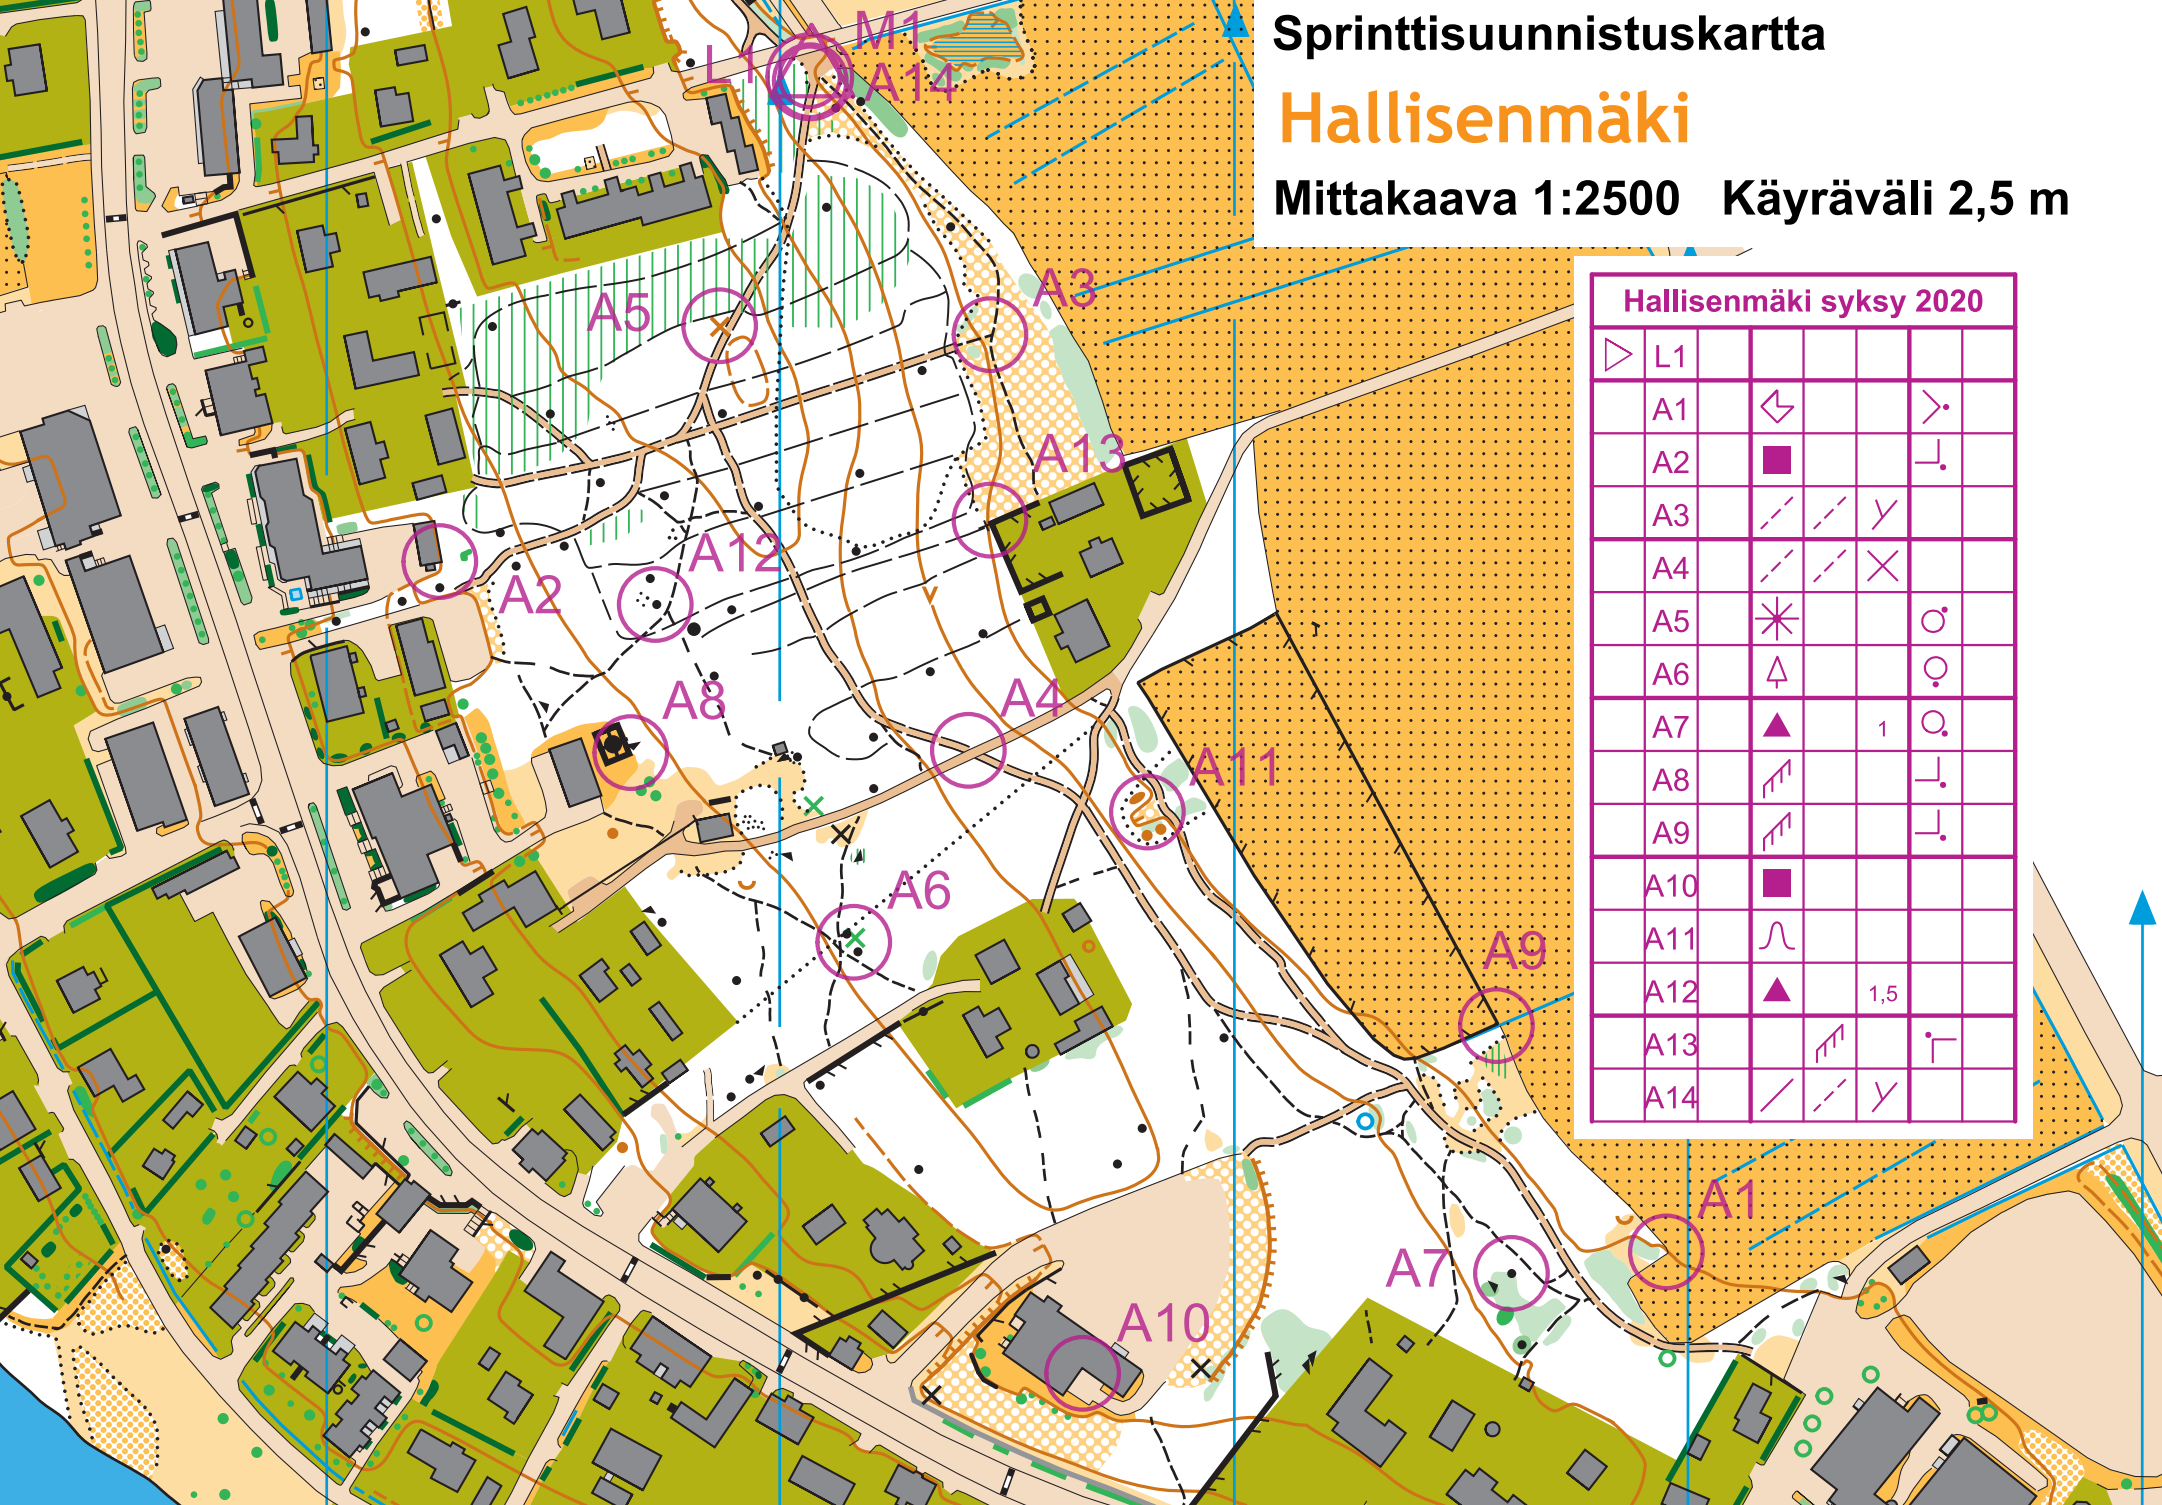 Sprinttisuunnistuskartta
Hallisenmäki
Mittakaava 1:2500 Käyräväli 2,5 m
Hallisenmäki syksy 2020
L1
A1
A2
A3
A4
A5
A6
A7 1
A8
A9
A10
A11
A12 1,5
A13
A14
L1
M1
A14
A3
A5
A13
A12
A2
A8
A4
A11
A6
A9
A1
A7
A10